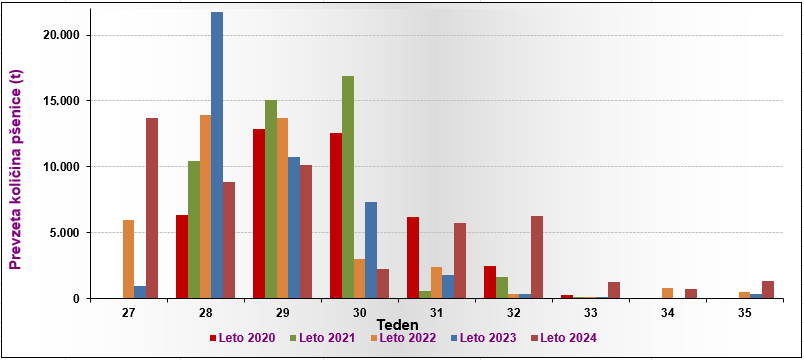 Prevzeta količina pšenice (t)
20.000
15.000
10.000
5.000
0
27 28 29 30 31 32 33 34 35
Teden
Leto 2020 Leto 2021 Leto 2022 Leto 2023 Leto 2024